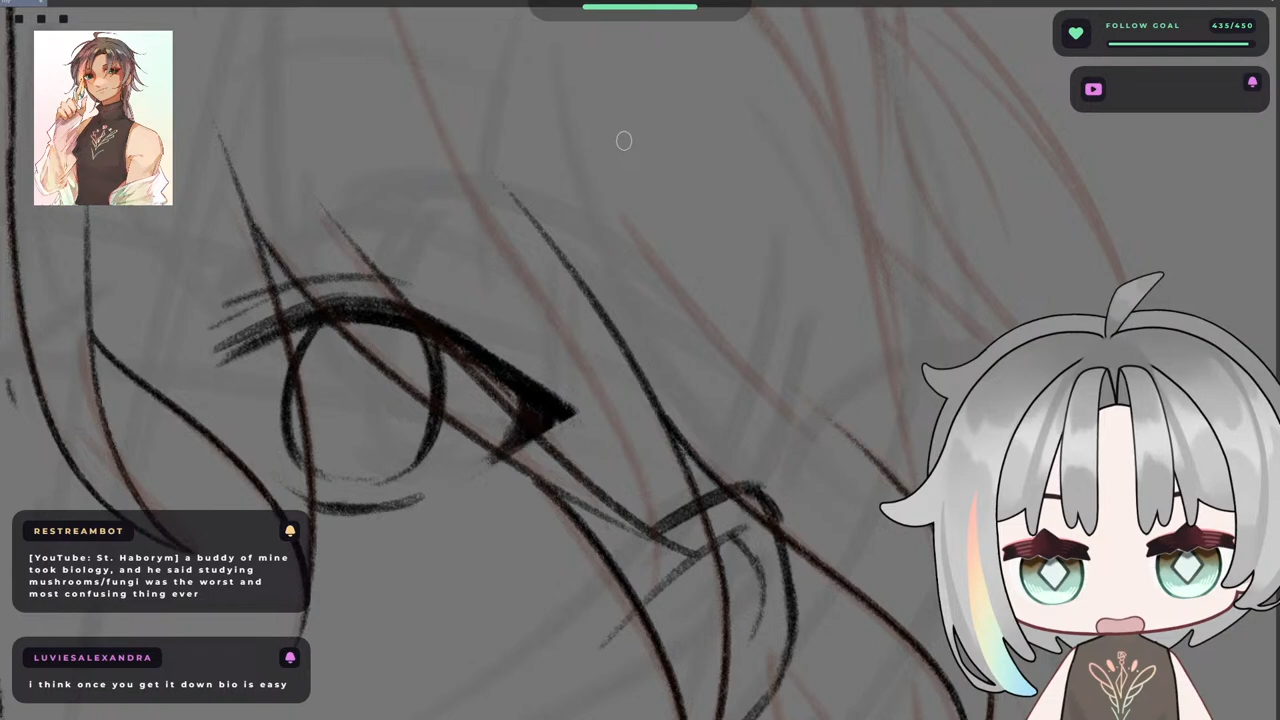 FOLLOW GOAL
435/450
RESTREAMBOT
[YouTube: St. Haborym] a buddy of mine
took biology, and he said studying
mushrooms/fungi was the worst and
most confusing thing ever
LUVIESALEXANDRA
i think once you get it down bio is easy